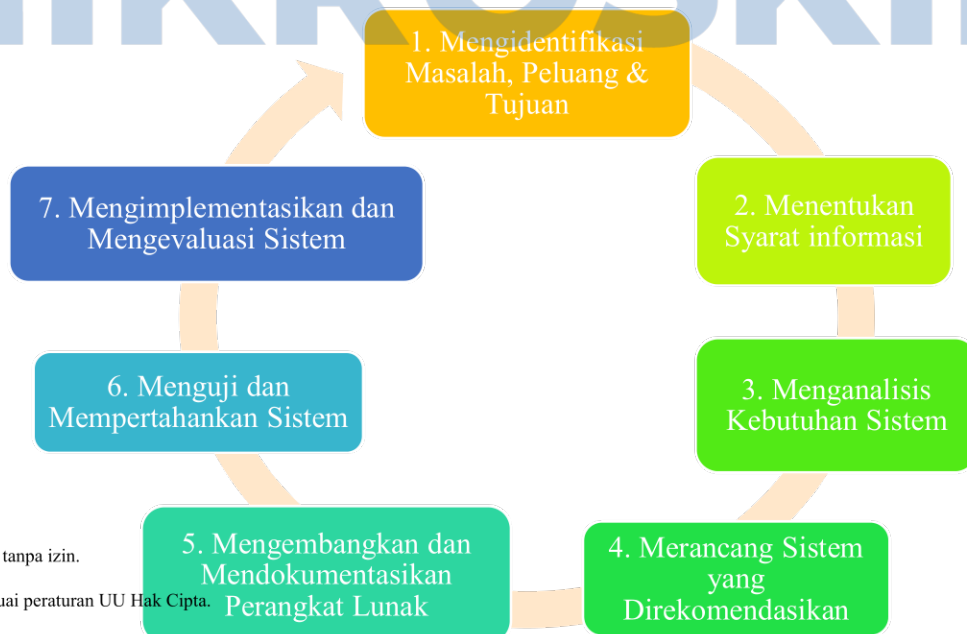 1. Mengidentifikasi
Masalah, Peluang &
Tujuan
2. Menentukan
Syarat informasi
3. Menganalisis
Kebutuhan Sistem
4. Merancang Sistem
yang
Direkomendasikan
5. Mengembangkan dan
Mendokumentasikan
Perangkat Lunak
6. Menguji dan
Mempertahankan Sistem
7. Mengimplementasikan dan
Mengevaluasi Sistem
tanpa izin.
peraturan UU Hak Cipta.